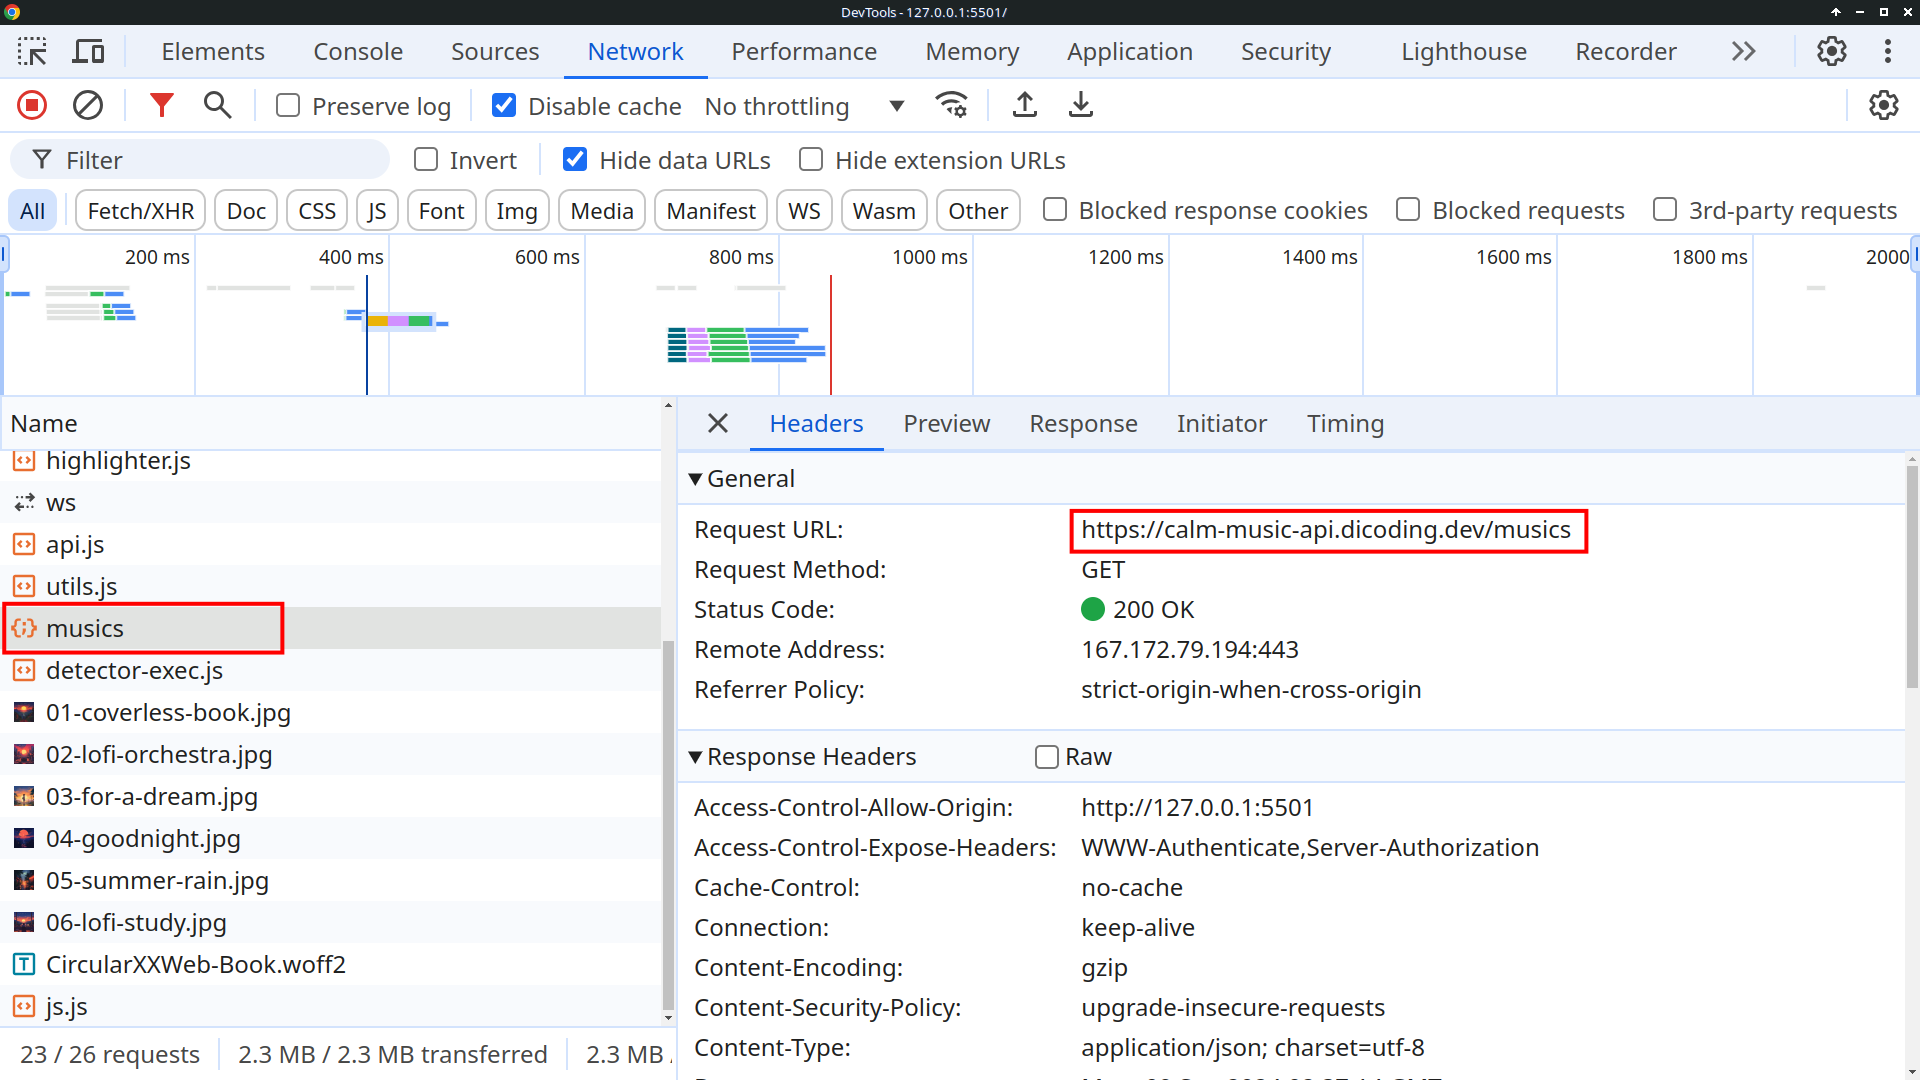 DevTools - 127.0.0.1:5501/
Elements Console Sources Network Performance Memory Application Security Lighthouse Recorder
Preserve log Disable cache No throttling
Filter Invert Hide data URLs Hide extension URLs
All Fetch/XHR Doc CSS JS Font Img Media Manifest WS Wasm Other Blocked response cookies Blocked requests 3rd-party requests
200 ms 400 ms 600 ms 800 ms 1000 ms 1200 ms 1400 ms 1600 ms 1800 ms 2000
Name
highlighter.js
ws
api.js
utils.js
musics
detector-exec.js
01-coverless-book.jpg
02-lofi-orchestra.jpg
03-for-a-dream.jpg
04-goodnight.jpg
05-summer-rain.jpg
06-lofi-study.jpg
CircularXXWeb-Book.woff2
js.js
23 / 26 requests 2.3 MB / 2.3 MB transferred 2.3 MB /
Headers Preview Response Initiator Timing
General
Request URL: https://calm-music-api.dicoding.dev/musics
Request Method: GET
Status Code: 200 OK
Remote Address: 167.172.79.194:443
Referrer Policy: strict-origin-when-cross-origin
Response Headers Raw
Access-Control-Allow-Origin: http://127.0.0.1:5501
Access-Control-Expose-Headers: WWW-Authenticate,Server-Authorization
Cache-Control: no-cache
Connection: keep-alive
Content-Encoding: gzip
Content-Security-Policy: upgrade-insecure-requests
Content-Type: application/json; charset=utf-8